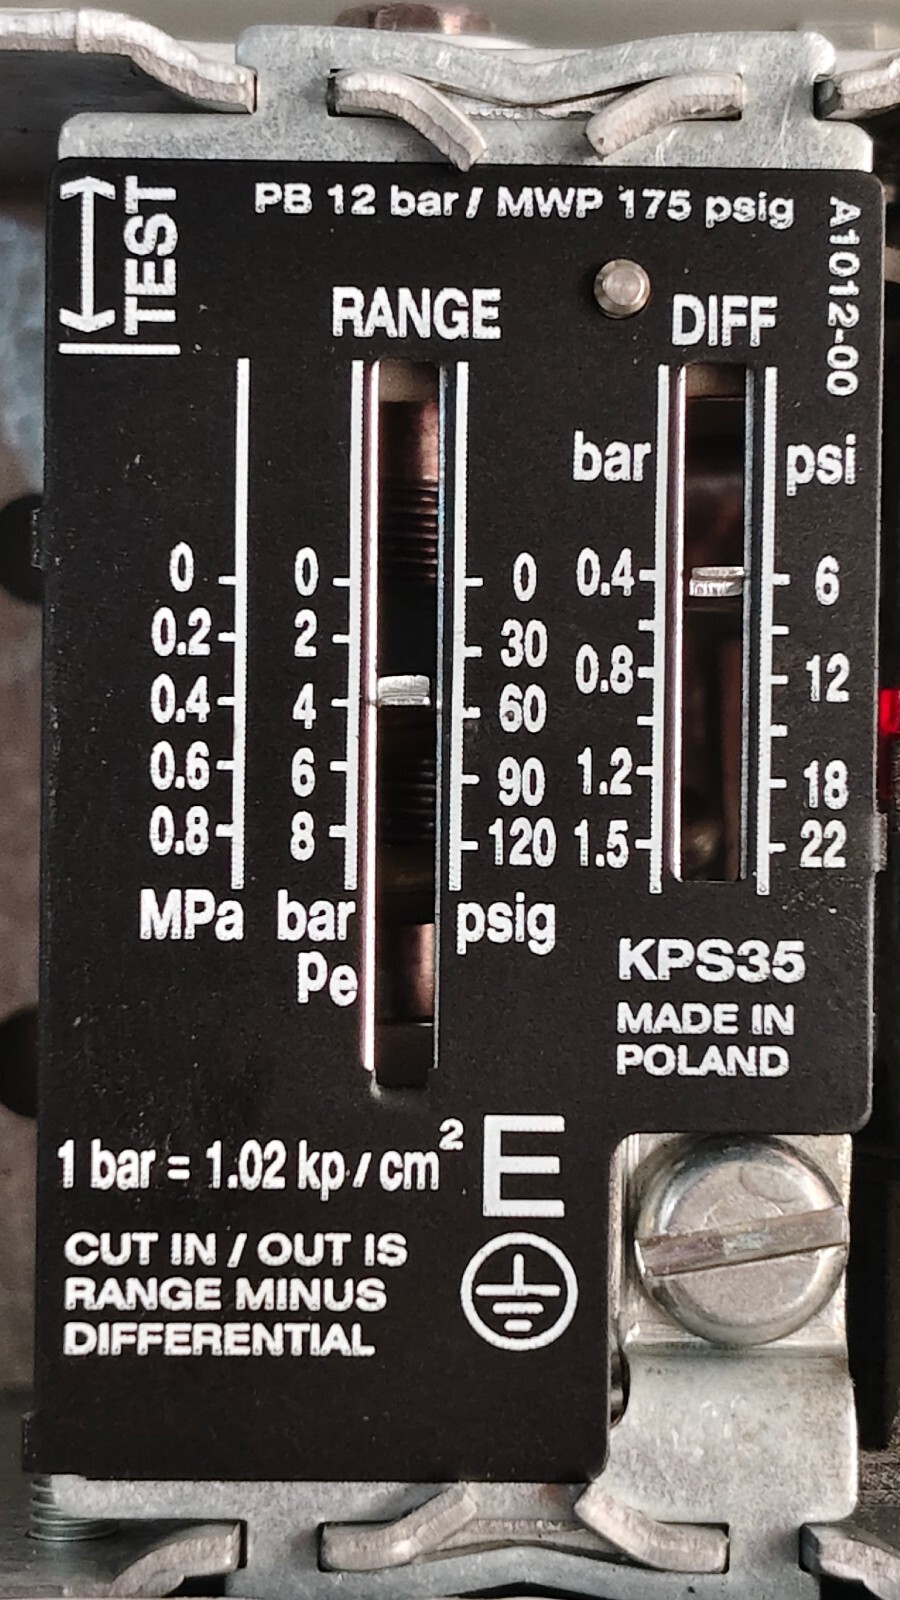 PB 12 bar / MWP 175 psig
TEST
A1012-00
RANGE
DIFF
bar psi
0 0 0 0.4 6
0.2 2 30
0.4 4 60 0.8 12
0.6 6 90 1.2 18
0.8 8 120 1.5 22
MPa bar psig
Pe
KPS35
MADE IN
POLAND
1 bar = 1.02 kp/cm² E
CUT IN / OUT IS
RANGE MINUS
DIFFERENTIAL